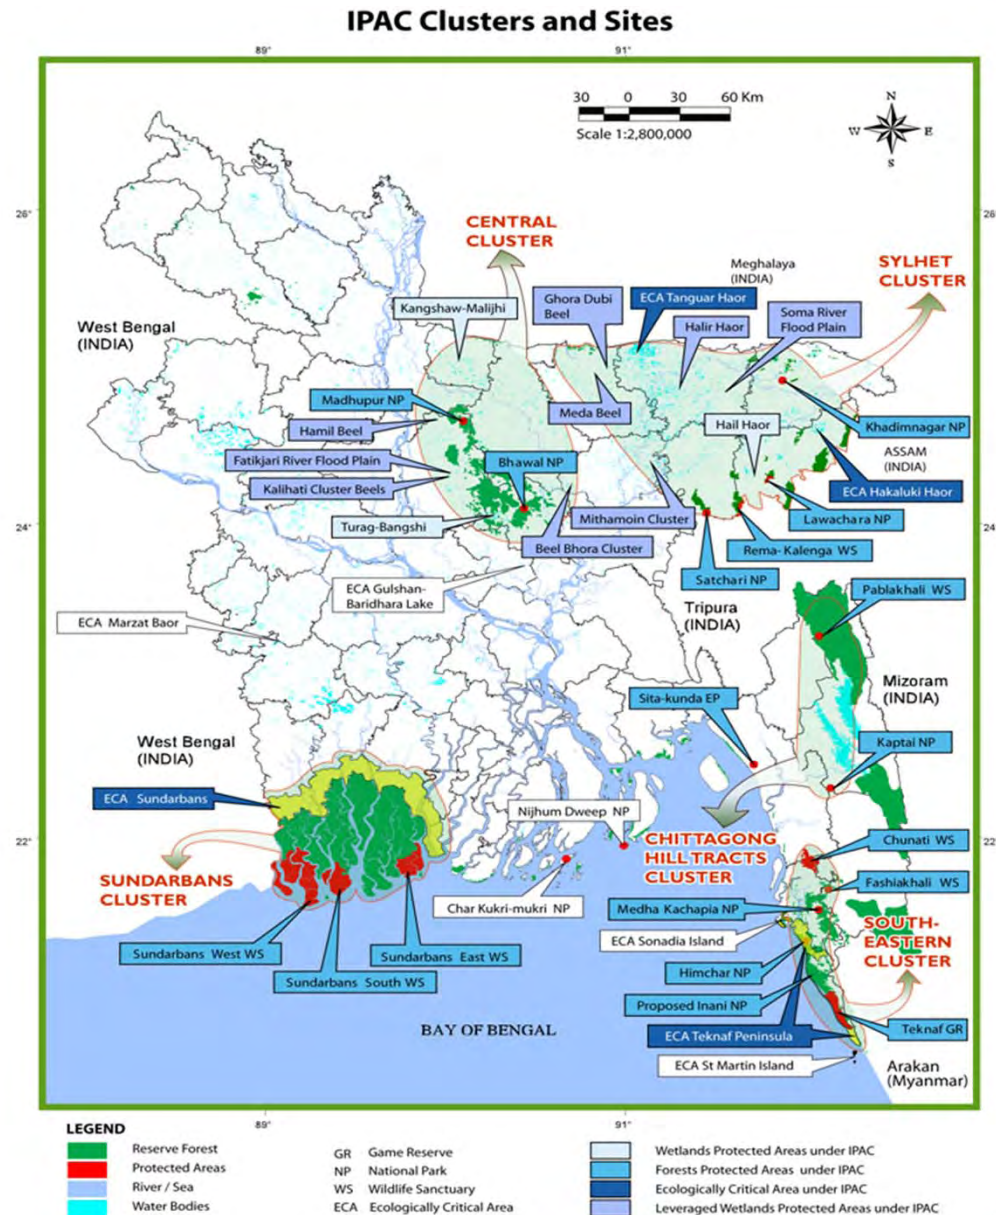 IPAC Clusters and Sites
89°
91°
30 0 30 60 Km
Scale 1:2,800,000
N
W
E
S
26°
26°
CENTRAL
CLUSTER
Meghalaya
(INDIA)
SYLHET
CLUSTER
Kangshaw-Malijhi
Ghora Dubi
Beel
ECA Tanguar Haor
Halir Haor
Soma River
Flood Plain
West Bengal
(INDIA)
Madhupur NP
Hamil Beel
Meda Beel
Hail Haor
Khadimnagar NP
ASSAM
(INDIA)
Fatikjari River Flood Plain
Bhawal NP
Kalihati Cluster Beels
ECA Hakaluki Haor
Turag-Bangshi
Mithamoin Cluster
Lawachara NP
24°
24°
Beel Bhora Cluster
Rema- Kalenga WS
Satchari NP
ECA Gulshan-
Baridhara Lake
Pablakhali WS
ECA Marzat Baor
Tripura
(INDIA)
Mizoram
(INDIA)
Sita-kunda EP
West Bengal
(INDIA)
Kaptai NP
ECA Sundarbans
Nijhum Dweep NP
22°
22°
CHITTAGONG
HILL TRACTS
CLUSTER
Chunati WS
SUNDARBANS
CLUSTER
Fashiakhali WS
Char Kukri-mukri NP
Medha Kachapia NP
SOUTH-
EASTERN
CLUSTER
ECA Sonadia Island
Sundarbans West WS
Sundarbans East WS
Sundarbans South WS
Himchar NP
Proposed Inani NP
BAY OF BENGAL
ECA Teknaf Peninsula
Teknaf GR
ECA St Martin Island
Arakan
(Myanmar)
89°
91°
LEGEND
Reserve Forest
Protected Areas
River / Sea
Water Bodies
GR Game Reserve
NP National Park
WS Wildlife Sanctuary
ECA Ecologically Critical Area
Wetlands Protected Areas under IPAC
Forests Protected Areas under IPAC
Ecologically Critical Area under IPAC
Leveraged Wetlands Protected Areas under IPAC